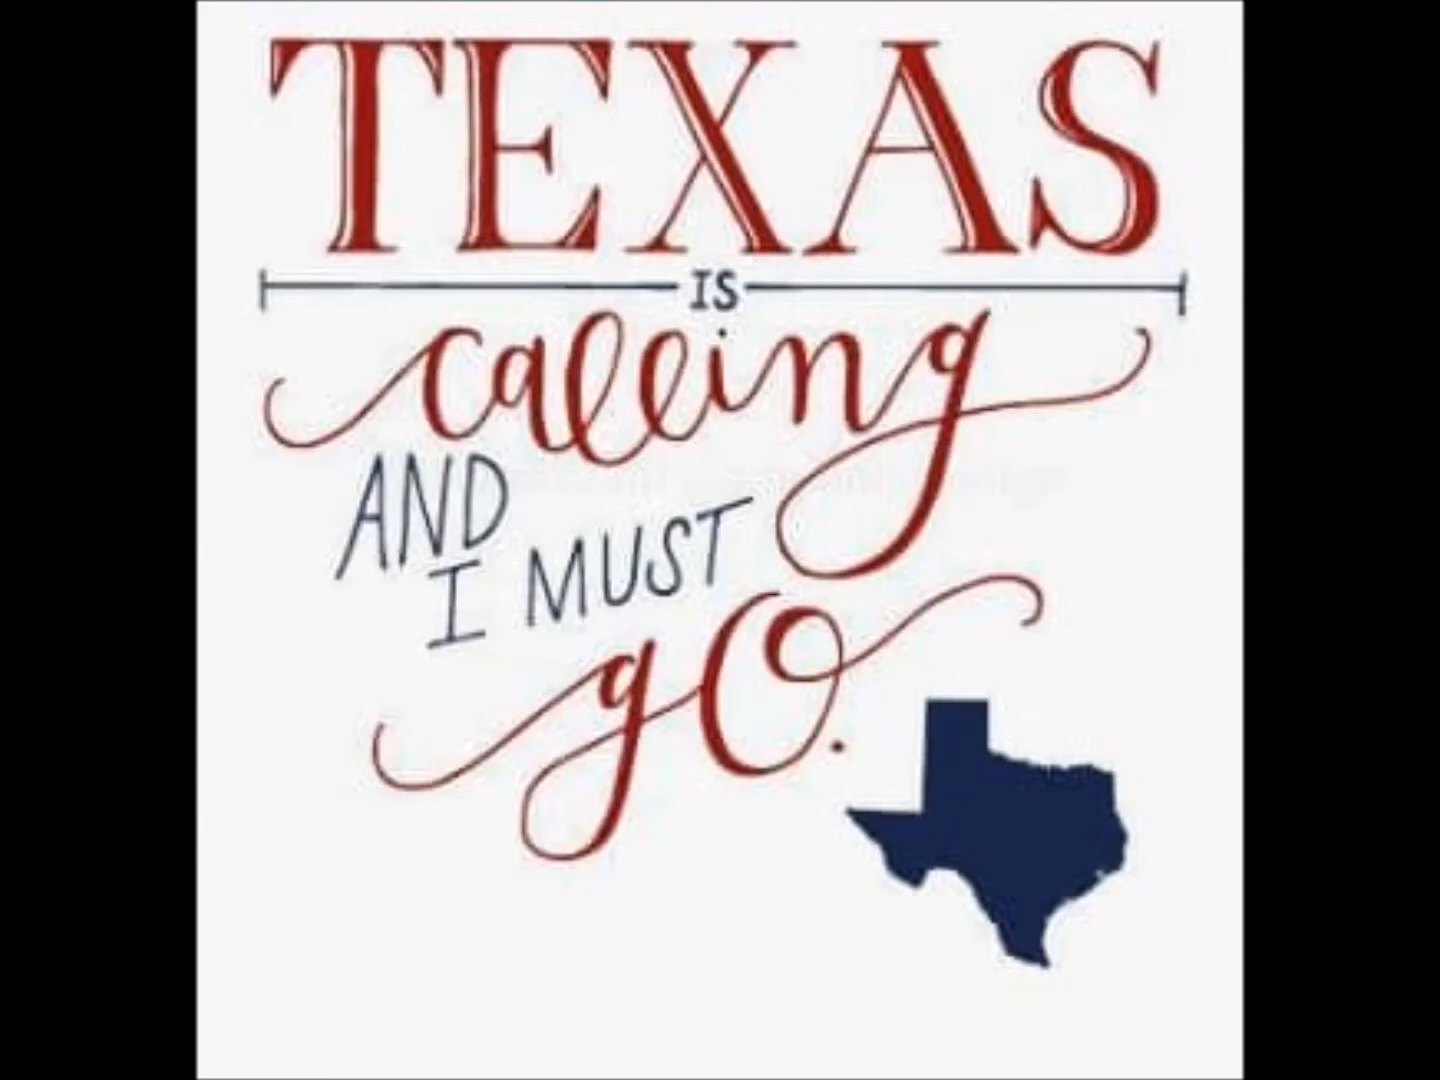 TEXAS
IS
calling
AND
I MUST
go.